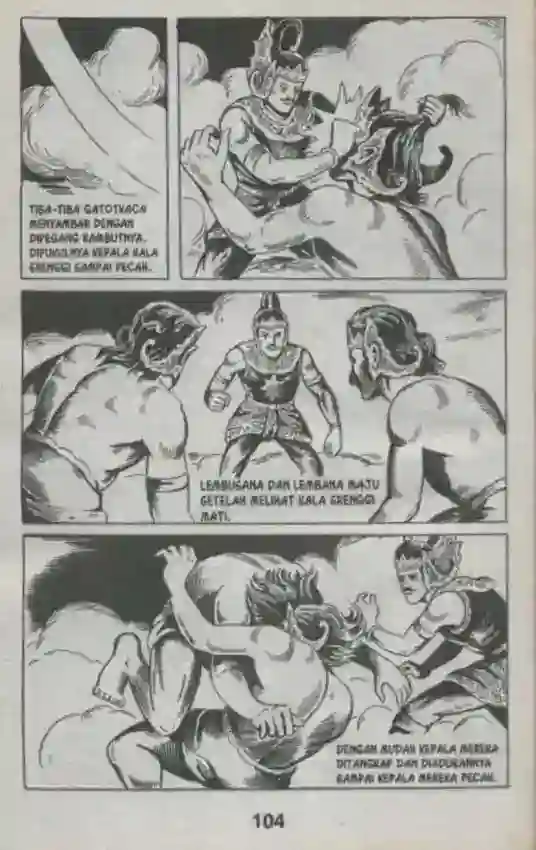 TIBA-TIBA GATOTKACA
MENYAMBAR DENGAN
DIPEGANG RAMBUTNYA.
DIPUKULNYA KEPALA KALA
GRENGGI SAMPAI PECAH.
LEMBUSANA DAN LEMBANA MAJU
SETELAH MELIHAT KALA GRENGGI
MATI.
DENGAN MUDAH KEPALA MEREKA
DITANGKAP DAN DIADUKANNYA
SAMPAI KEPALA MEREKA PECAH.
104